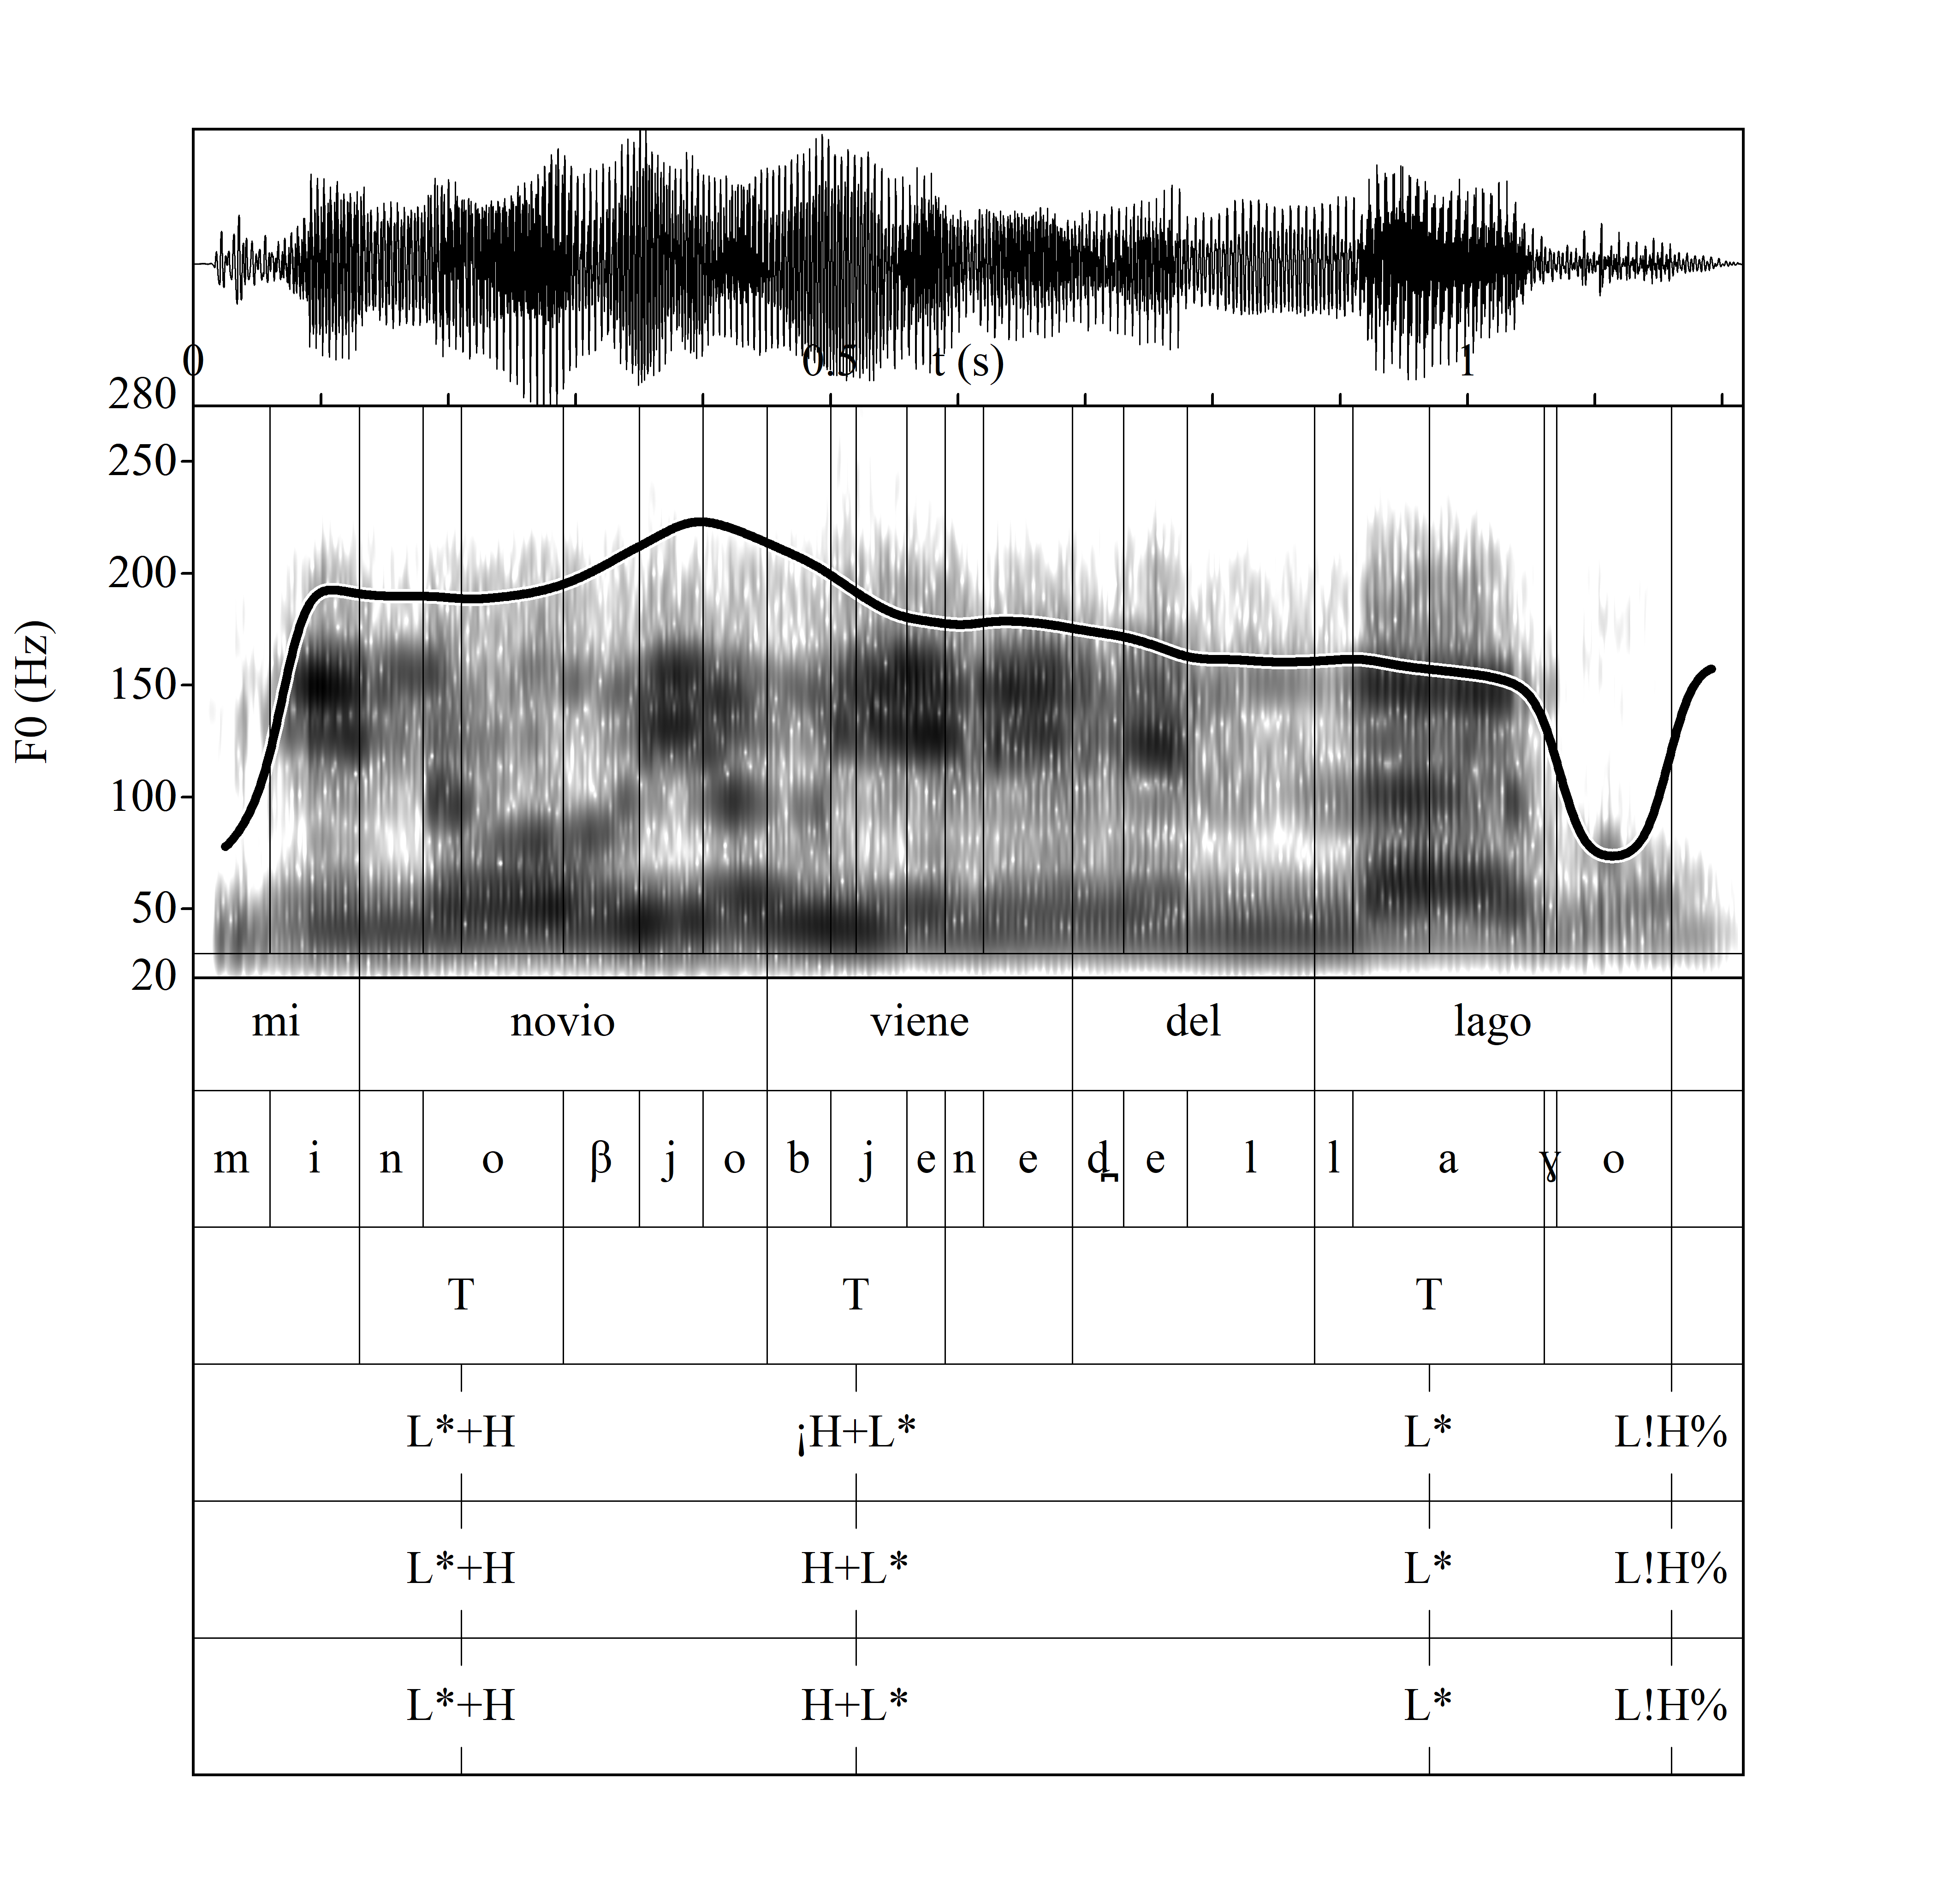 0 0.5 t (s) 1
280
250
200
150
100
50
20
F0 (Hz)
mi novio viene del lago
m i n o β j o b j e n e d̪ e l l a ɣ o
T T T
L*+H ¡H+L* L* L!H%
L*+H H+L* L* L!H%
L*+H H+L* L* L!H%